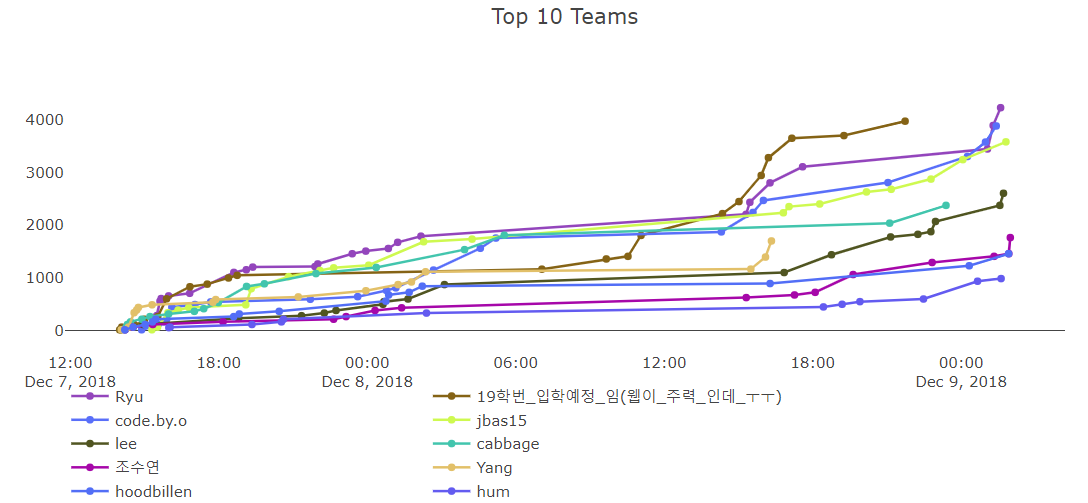 Top 10 Teams
4000
3000
2000
1000
0
12:00 18:00 00:00 06:00 12:00 18:00 00:00
Dec 7, 2018 Dec 8, 2018 Dec 9, 2018
Ryu 19학번_입학예정_임(웹이_주력_인데_ㅜㅜ)
code.by.o jbas15
lee cabbage
조수연 Yang
hoodbillen hum